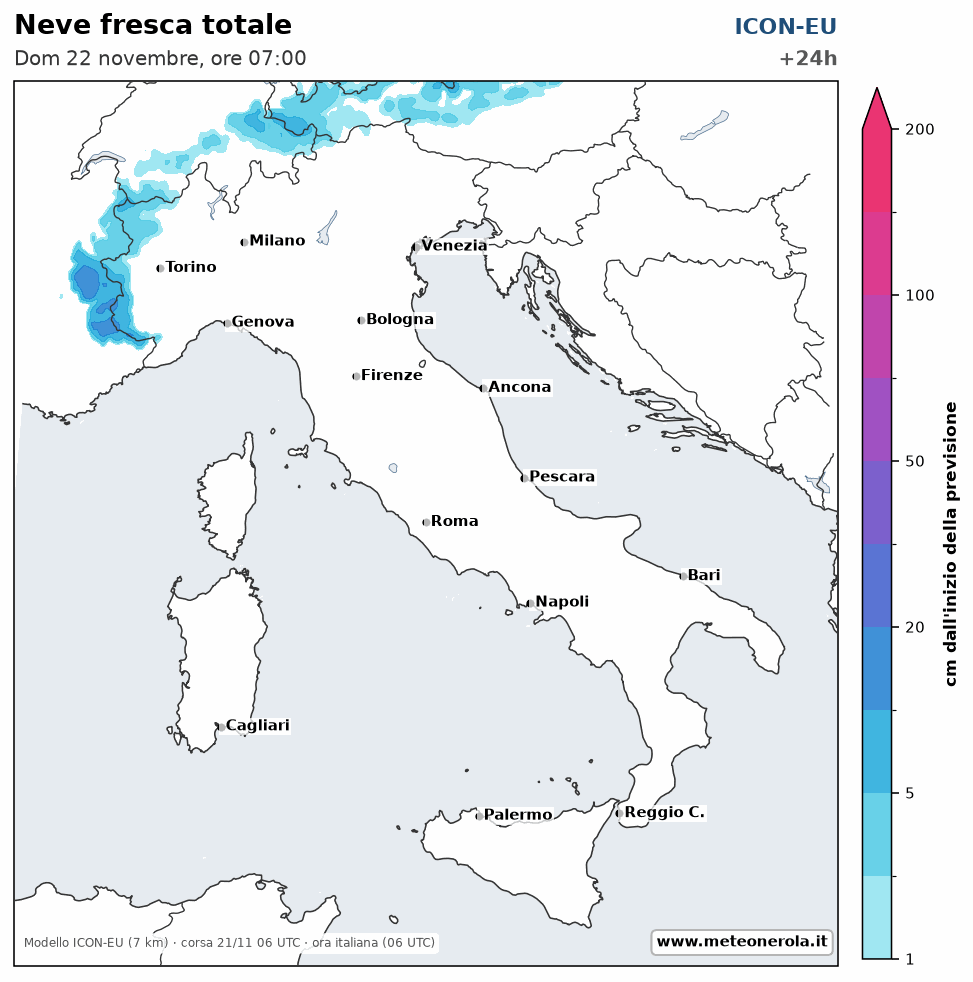 Neve fresca totale
ICON-EU
Dom 22 novembre, ore 07:00
+24h
Milano
Venezia
Torino
Genova
Bologna
Firenze
Ancona
Pescara
Roma
Bari
Napoli
Cagliari
Palermo
Reggio C.
200
100
50
20
5
1
cm dall'inizio della previsione
Modello ICON-EU (7 km) · corsa 21/11 06 UTC · ora italiana (06 UTC)
www.meteonerola.it